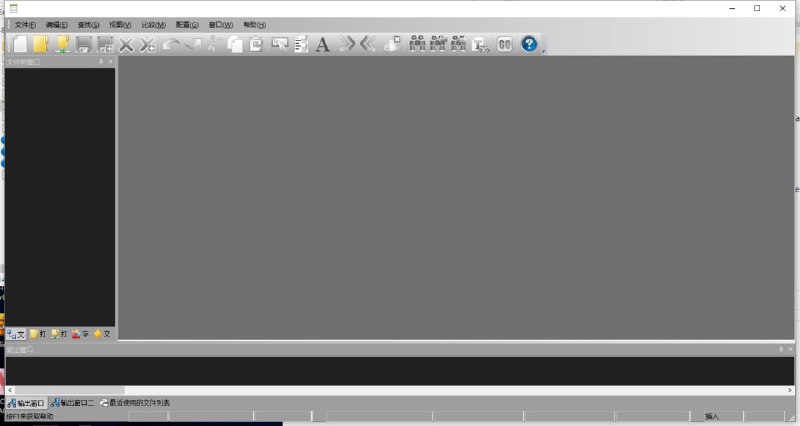 文件(F) 编辑(E) 查找(S) 视图(V) 比较(M) 配置(G) 窗口(W) 帮助(H)
A GO ?
文件树窗口
文 打 打 字 文
输出窗口
输出窗口 输出窗口二 最近使用的文件列表
按F1来获取帮助 插入